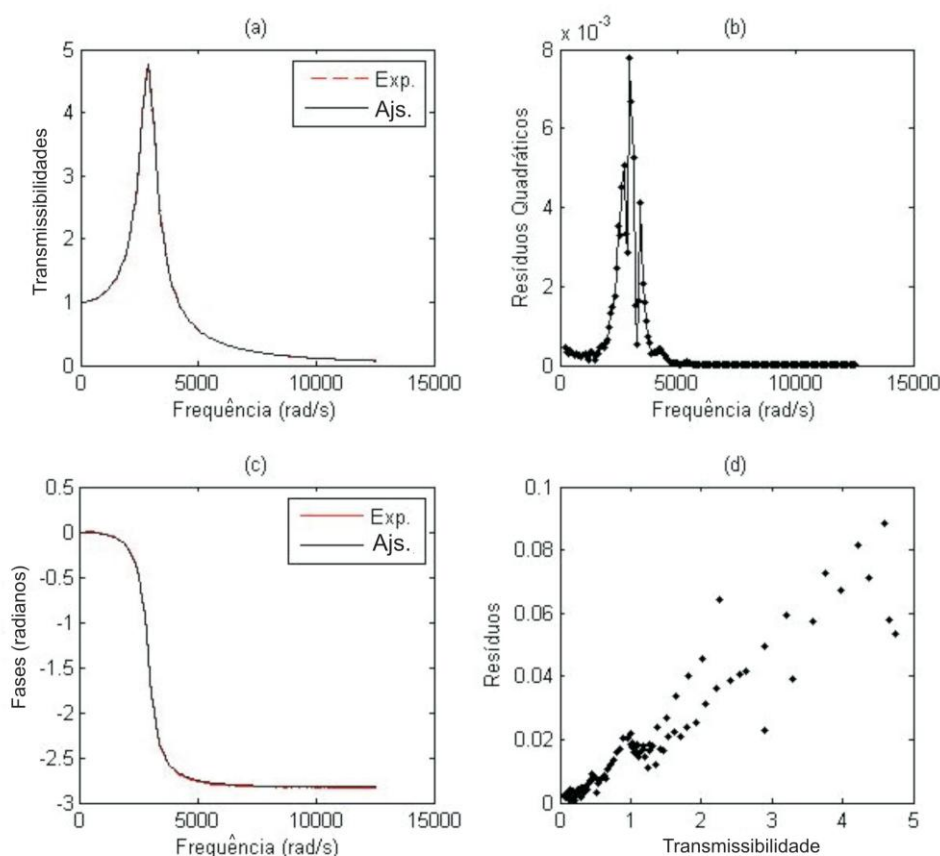 (a)
Transmissibilidades
5
4
3
2
1
0
Exp.
Ajs.
0 5000 10000 15000
Frequência (rad/s)
(b)
x 10⁻³
Resíduos Quadráticos
8
6
4
2
0
0 5000 10000 15000
Frequência (rad/s)
(c)
Fases (radianos)
0.5
0
-0.5
-1
-1.5
-2
-2.5
-3
Exp.
Ajs.
0 5000 10000 15000
Frequência (rad/s)
(d)
Resíduos
0.1
0.08
0.06
0.04
0.02
0
0 1 2 3 4 5
Transmissibilidade